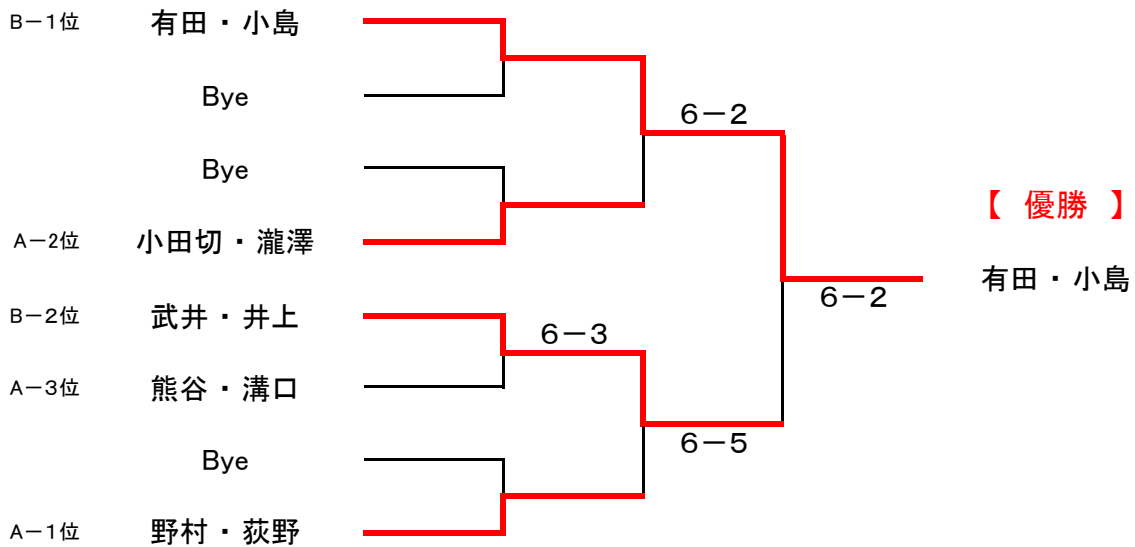 B－1位 有田・小島
Bye
6－2
Bye
【 優勝 】
A－2位 小田切・瀧澤
有田・小島
6－2
B－2位 武井・井上
6－3
A－3位 熊谷・溝口
6－5
Bye
A－1位 野村・荻野